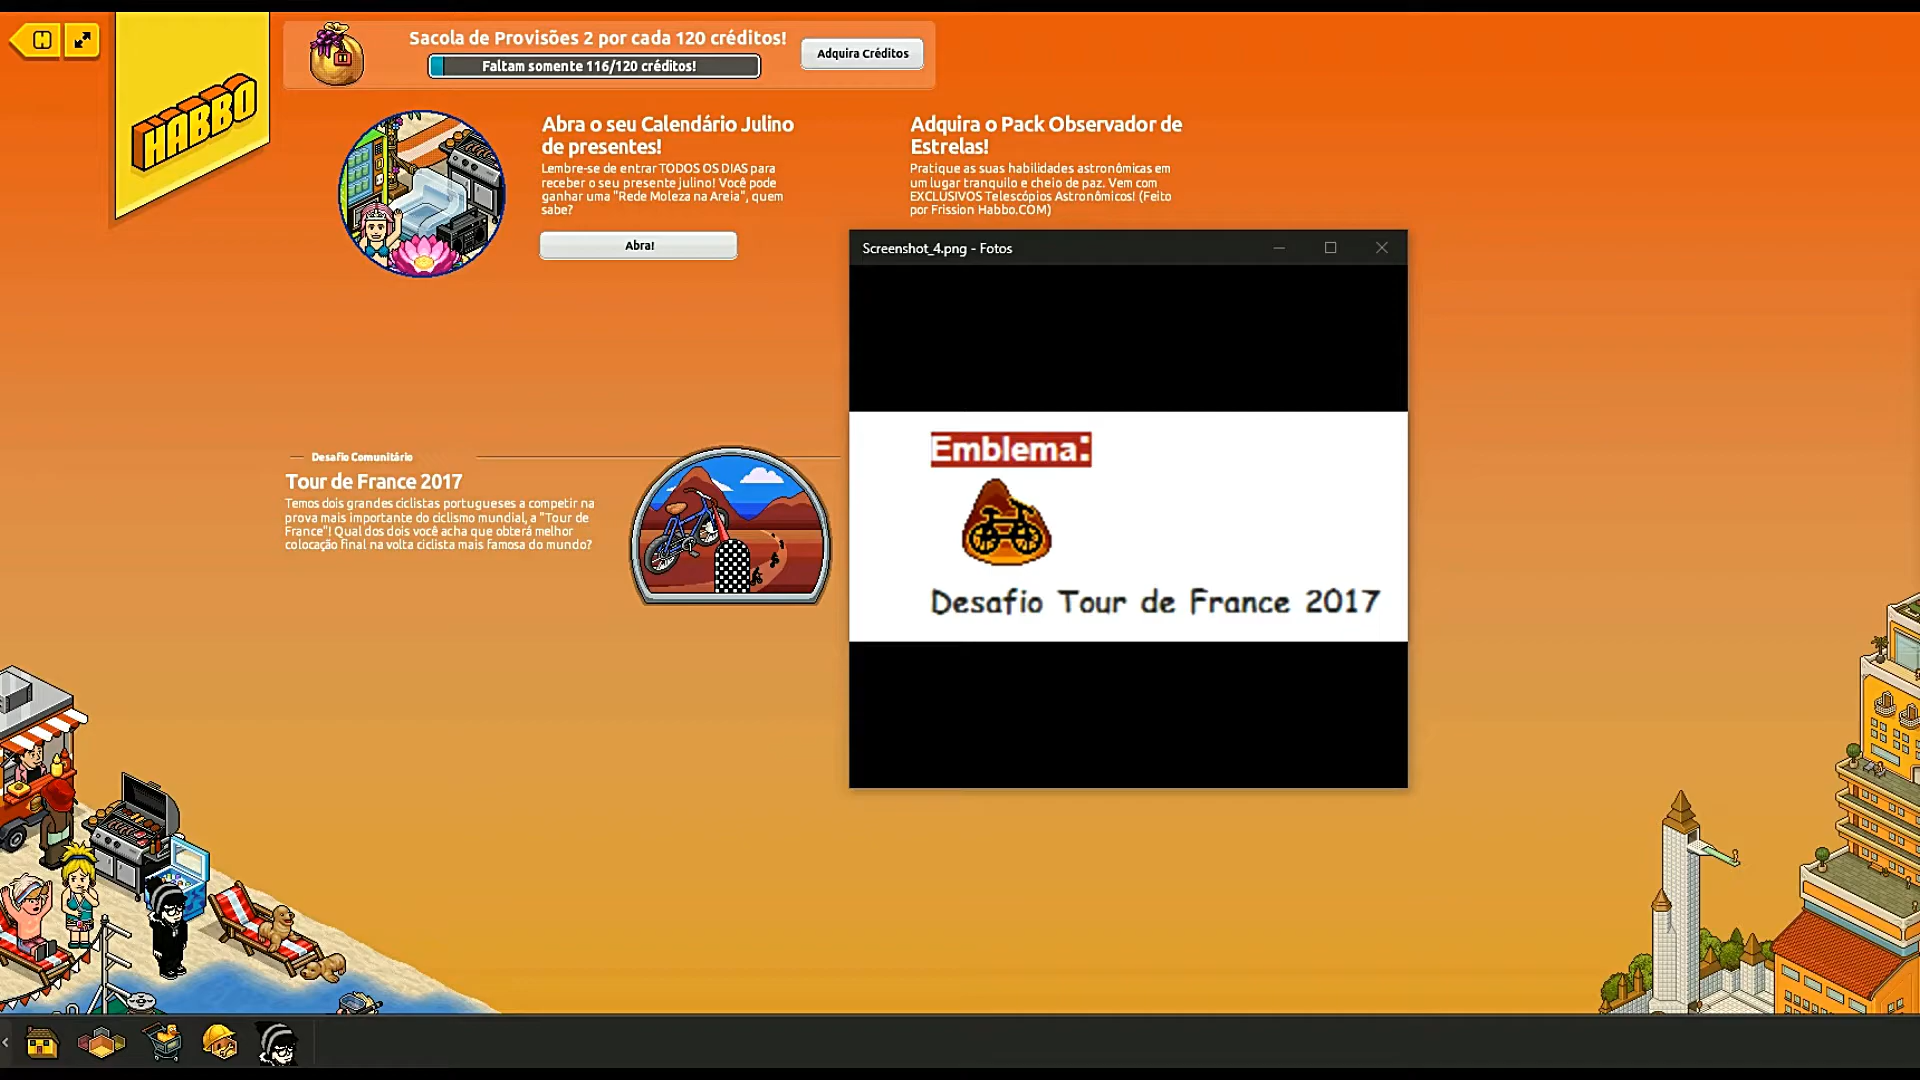 HABBO
Sacola de Provisões 2 por cada 120 créditos!
Faltam somente 116/120 créditos!
Adquira Créditos
Abra o seu Calendário Julino
de presentes!
Lembre-se de entrar TODOS OS DIAS para
receber o seu presente julino! Você pode
ganhar uma "Rede Moleza na Areia", quem
sabe?
Abra!
Adquira o Pack Observador de
Estrelas!
Pratique as suas habilidades astronômicas em
um lugar tranquilo e cheio de paz. Vem com
EXCLUSIVOS Telescópios Astronômicos! (Feito
por Frission Habbo.COM)
Screenshot_4.png - Fotos
Emblema:
Desafio Tour de France 2017
Desafio Comunitário
Tour de France 2017
Temos dois grandes ciclistas portugueses a competir na
prova mais importante do ciclismo mundial, a "Tour de
France"! Qual dos dois você acha que obterá melhor
colocação final na volta ciclista mais famosa do mundo?